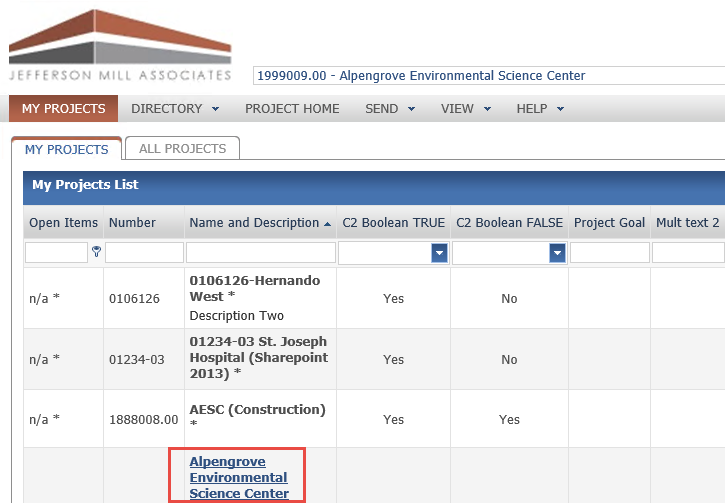 JEFFERSON MILL ASSOCIATES
1999009.00 - Alpengrove Environmental Science Center
MY PROJECTS DIRECTORY PROJECT HOME SEND VIEW HELP
MY PROJECTS ALL PROJECTS
My Projects List
Open Items Number Name and Description C2 Boolean TRUE C2 Boolean FALSE Project Goal Mult text 2
n/a * 0106126 0106126-Hernando
West * Yes No
Description Two
n/a * 01234-03 01234-03 St. Joseph
Hospital (Sharepoint Yes No
2013) *
n/a * 1888008.00 AESC (Construction) Yes Yes
*
Alpengrove
Environmental
Science Center